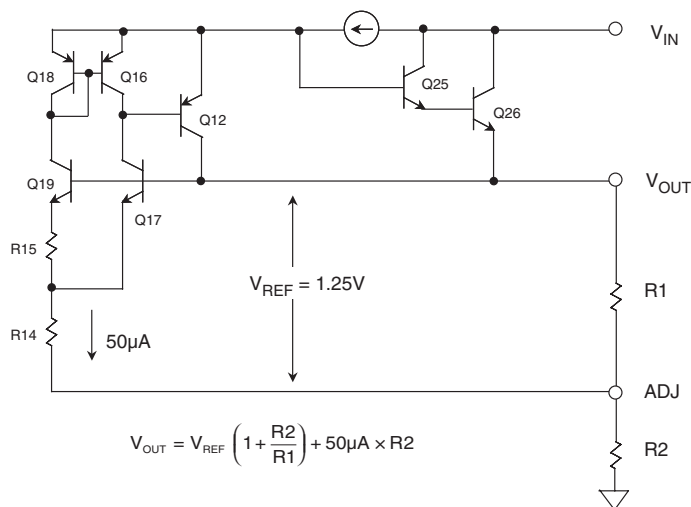 V_IN
Q18
Q16
Q25
Q12
Q26
Q19
V_OUT
Q17
R15
V_REF = 1.25V
R1
R14
50µA
ADJ
V_OUT = V_REF (1 + R2/R1) + 50µA × R2
R2